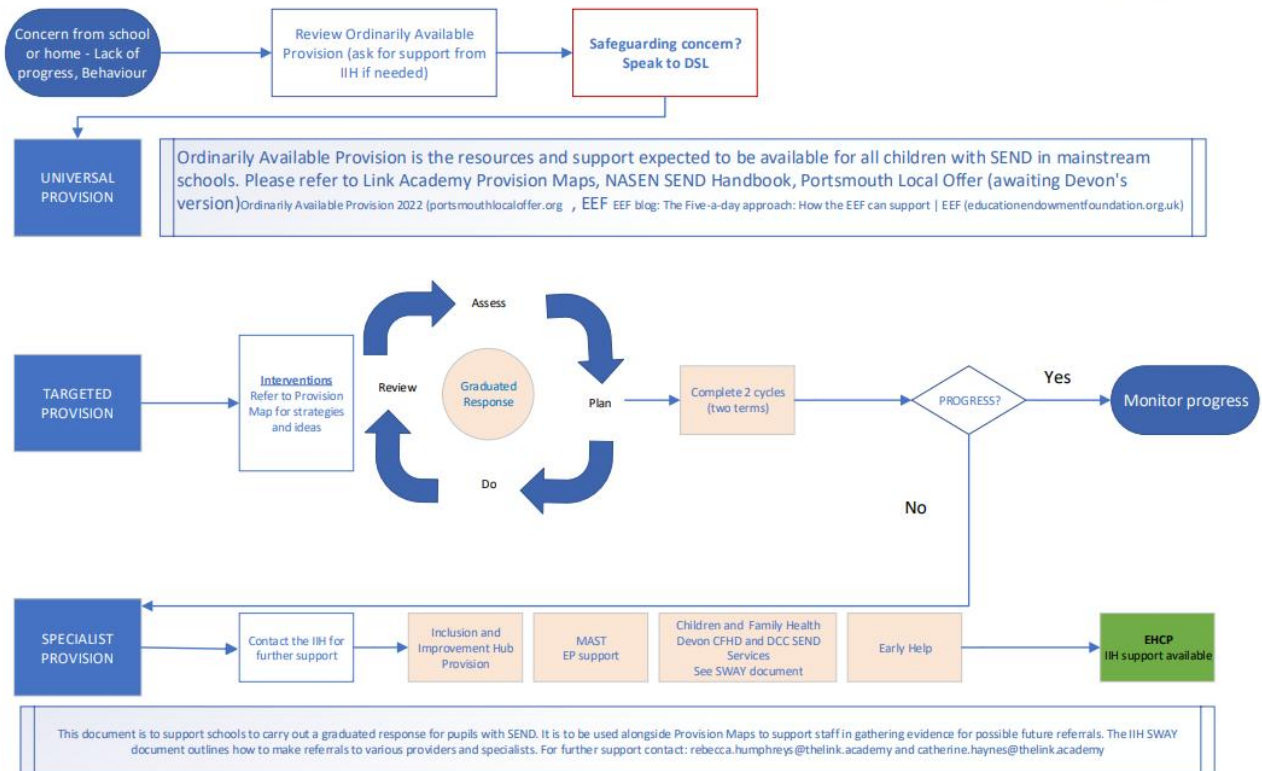 Concern from school
or home - Lack of
progress, Behaviour
Review Ordinarily Available
Provision (ask for support from
IIH if needed)
Safeguarding concern?
Speak to DSL
UNIVERSAL
PROVISION
Ordinarily Available Provision is the resources and support expected to be available for all children with SEND in mainstream
schools. Please refer to Link Academy Provision Maps, NASEN SEND Handbook, Portsmouth Local Offer (awaiting Devon's
version)Ordinarily Available Provision 2022 (portsmouthlocaloffer.org , EEF EEF blog: The Five-a-day approach: How the EEF can support | EEF (educationendowmentfoundation.org.uk)
TARGETED
PROVISION
Interventions
Refer to Provision
Map for strategies
and ideas
Assess
Review
Graduated
Response
Plan
Do
Complete 2 cycles
(two terms)
PROGRESS?
Yes
Monitor progress
No
SPECIALIST
PROVISION
Contact the IIH for
further support
Inclusion and
Improvement Hub
Provision
MAST
EP support
Children and Family Health
Devon CFHD and DCC SEND
Services
See SWAY document
Early Help
EHCP
IIH support available
This document is to support schools to carry out a graduated response for pupils with SEND. It is to be used alongside Provision Maps to support staff in gathering evidence for possible future referrals. The IIH SWAY
document outlines how to make referrals to various providers and specialists. For further support contact: rebecca.humphreys@thelink.academy and catherine.haynes@thelink.academy